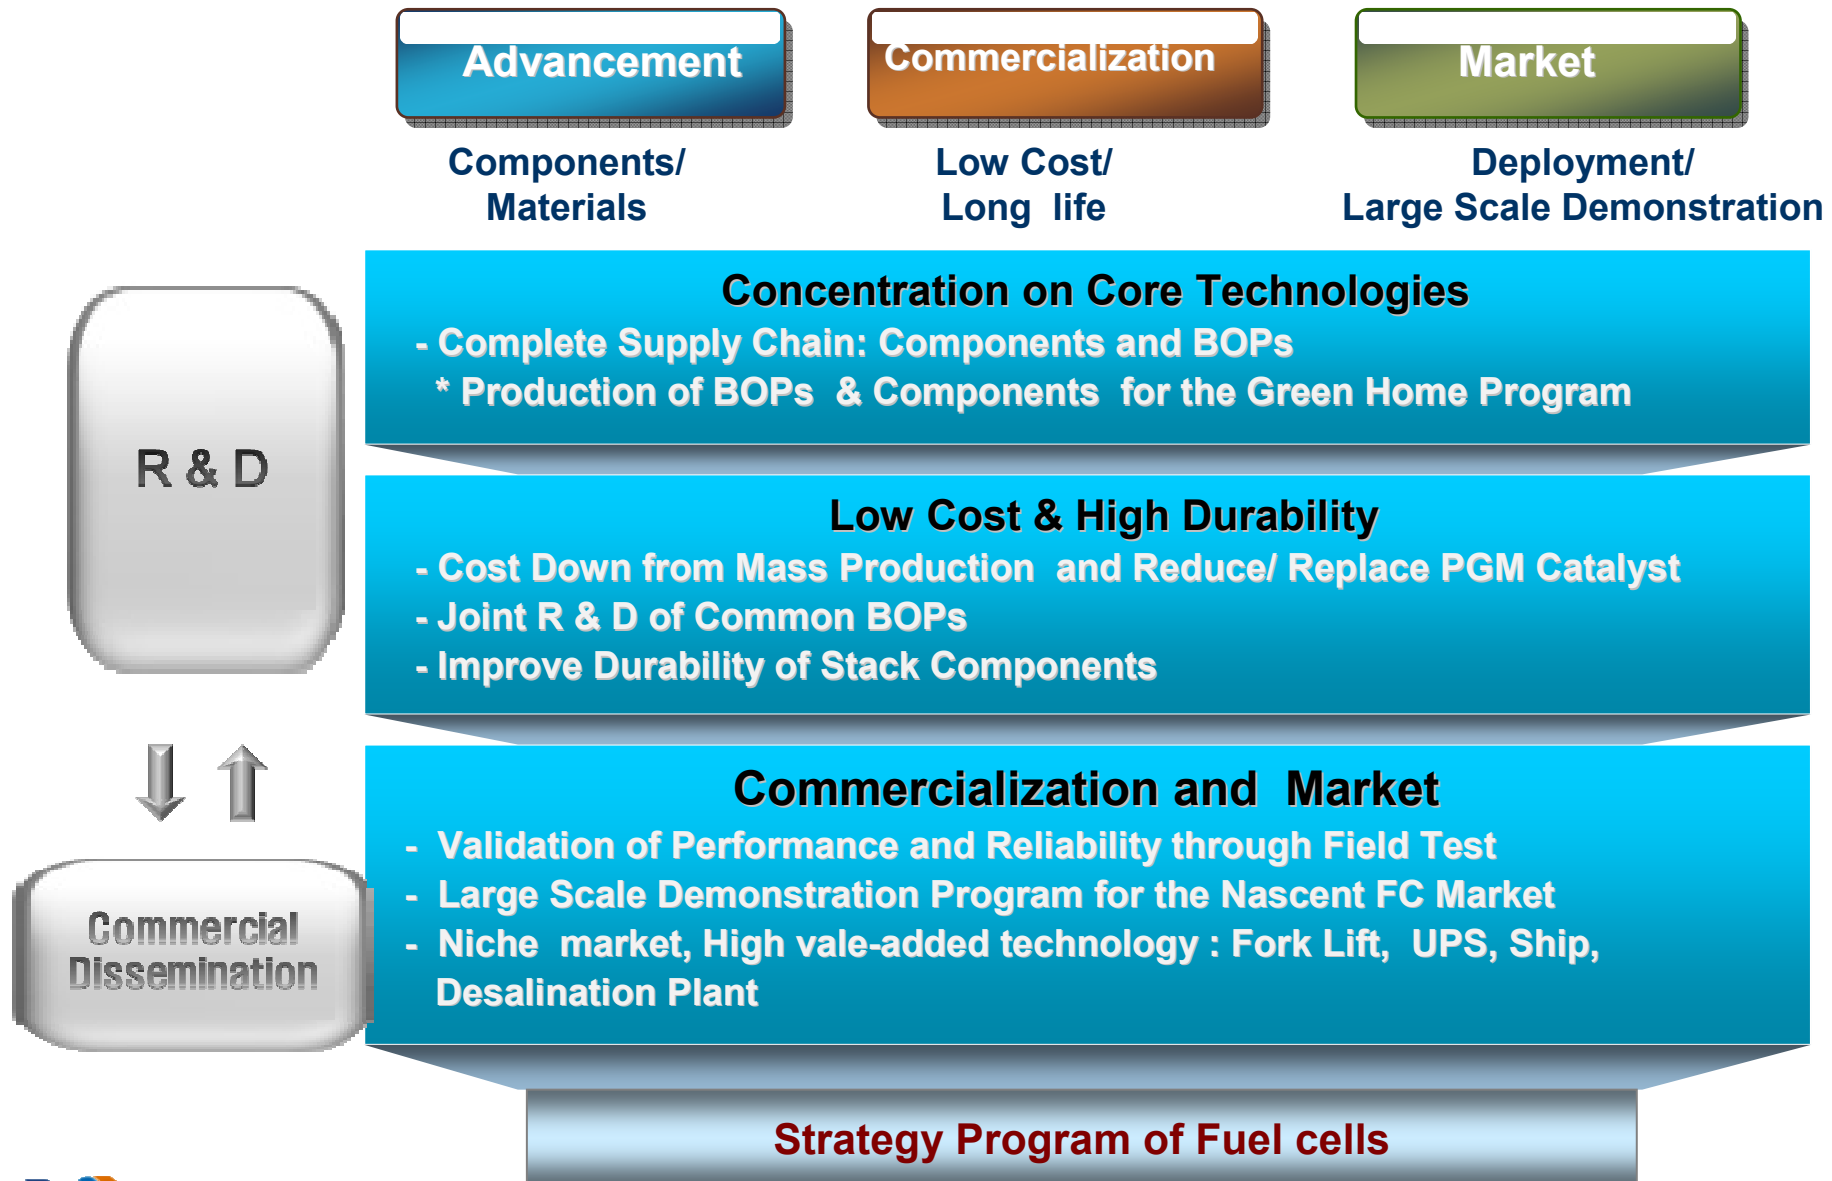 Advancement
Commercialization
Market
Components/
Materials
Low Cost/
Long life
Deployment/
Large Scale Demonstration
R & D
Concentration on Core Technologies
- Complete Supply Chain: Components and BOPs
* Production of BOPs & Components for the Green Home Program
Low Cost & High Durability
- Cost Down from Mass Production and Reduce/ Replace PGM Catalyst
- Joint R & D of Common BOPs
- Improve Durability of Stack Components
Commercial
Dissemination
Commercialization and Market
- Validation of Performance and Reliability through Field Test
- Large Scale Demonstration Program for the Nascent FC Market
- Niche market, High vale-added technology : Fork Lift, UPS, Ship,
Desalination Plant
Strategy Program of Fuel cells